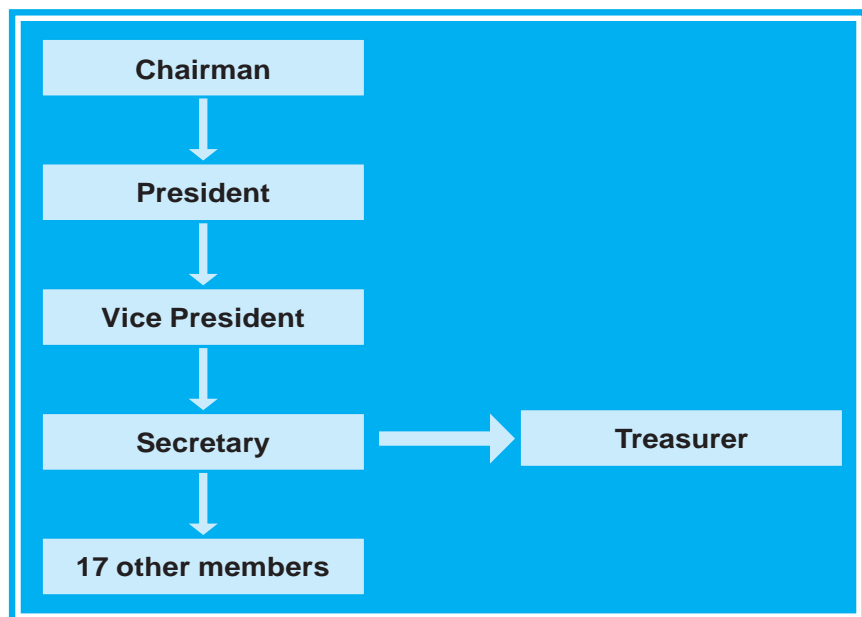 Chairman
President
Vice President
Secretary
Treasurer
17 other members